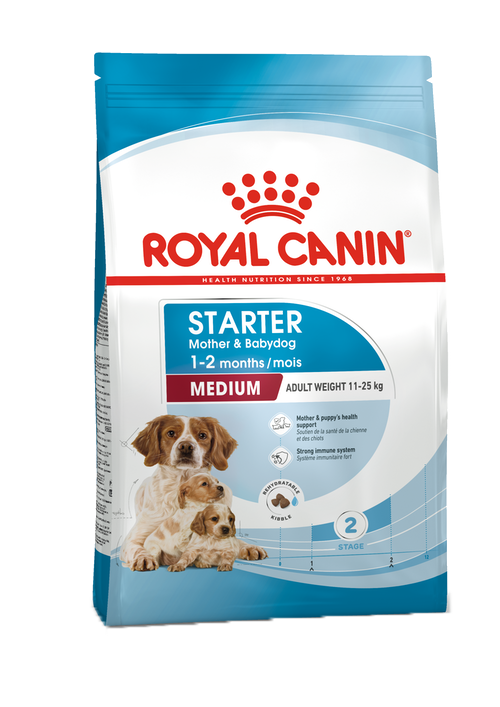 ROYAL CANIN®
HEALTH NUTRITION SINCE 1968
STARTER
Mother & Babydog
1-2 months/mois
MEDIUM
ADULT WEIGHT 11-25 kg
Mother & puppy's health
support
Soutien de la santé de la chienne
et des chiots
Strong immune system
Système immunitaire fort
REHYDRATABLE
KIBBLE
2
STAGE
1
2